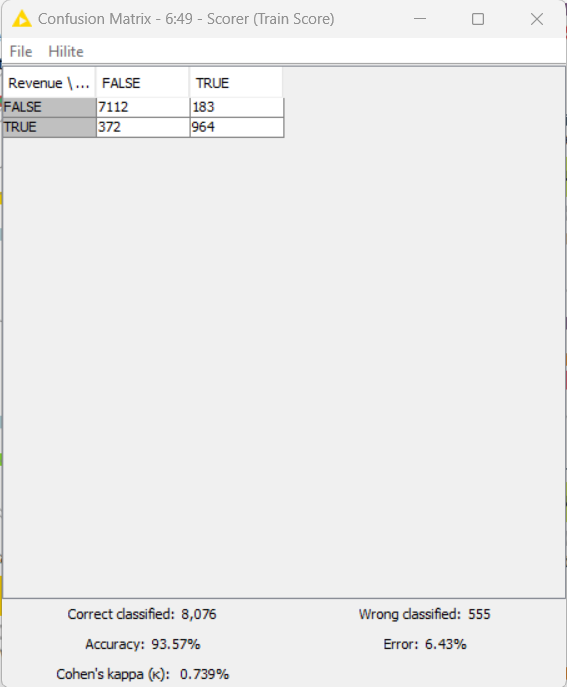 Confusion Matrix - 6:49 - Scorer (Train Score)
File Hilite
Revenue \ ... FALSE TRUE
FALSE 7112 183
TRUE 372 964
Correct classified: 8,076 Wrong classified: 555
Accuracy: 93.57% Error: 6.43%
Cohen's kappa (κ): 0.739%